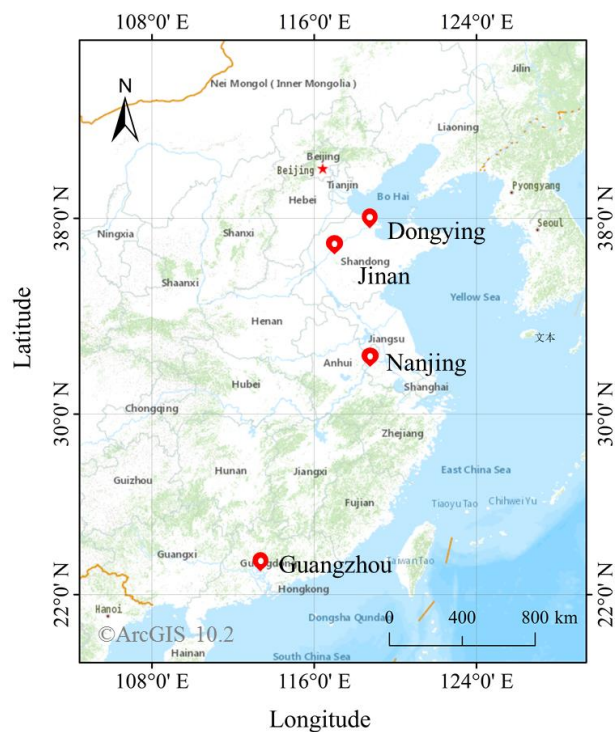 108°0' E 116°0' E 124°0' E
N
Nei Mongol ( Inner Mongolia )
Jilin
Liaoning
Beijing
Beijing
Tianjin
Hebei
Bo Hai
Pyongyang
38°0' N 38°0' N
Dongying
Seoul
Ningxia
Shanxi
Shandong
Jinan
Shaanxi
Yellow Sea
Latitude
Henan
Jiangsu
文本
Anhui
Nanjing
Hubei
Shanghai
30°0' N 30°0' N
Chongqing
Zhejiang
Hunan
Jiangxi
East China Sea
Guizhou
Fujian
Tiaoyu Tao
Chihwei Yu
Guangxi
Guangdong
Guangzhou
Taiwan Tao
22°0' N 22°0' N
Hongkong
Hanoi
Dongsha Qundao
0 400 800 km
©ArcGIS 10.2
Hainan
South China Sea
108°0' E 116°0' E 124°0' E
Longitude